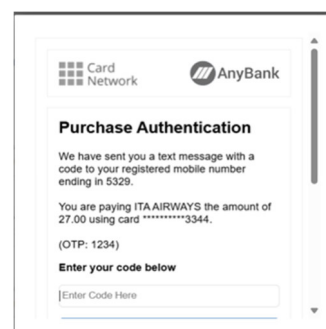 Card
Network
AnyBank
Purchase Authentication
We have sent you a text message with a
code to your registered mobile number
ending in 5329.
You are paying ITA AIRWAYS the amount of
27.00 using card **********3344.
(OTP: 1234)
Enter your code below
Enter Code Here